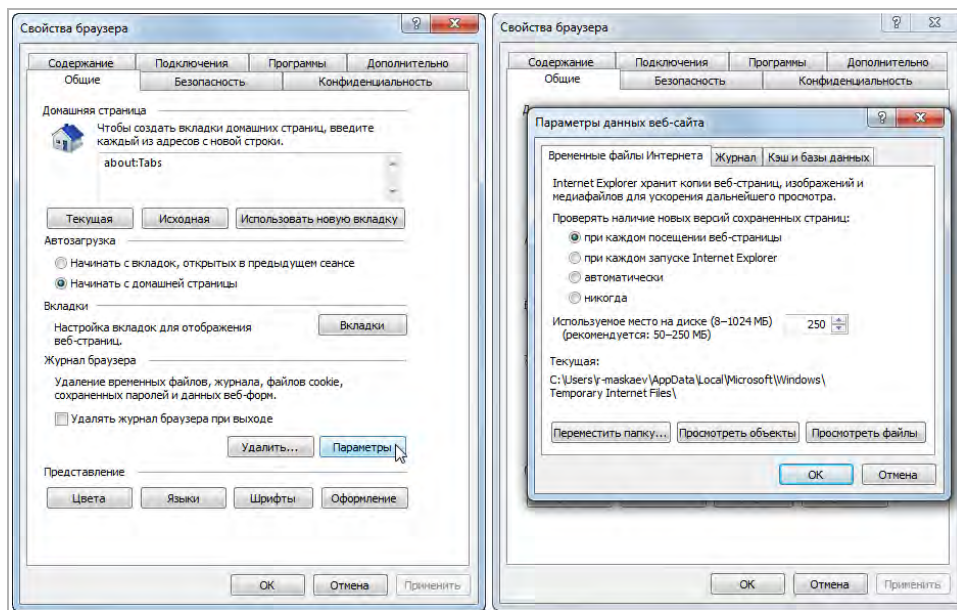 Свойства браузера
Содержание Подключения Программы Дополнительно
Общие Безопасность Конфиденциальность
Домашняя страница
Чтобы создать вкладки домашних страниц, введите
каждый из адресов с новой строки.
about:Tabs
Текущая Исходная Использовать новую вкладку
Автозагрузка
Начинать с вкладок, открытых в предыдущем сеансе
Начинать с домашней страницы
Вкладки
Настройка вкладок для отображения
веб-страниц.
Вкладки
Журнал браузера
Удаление временных файлов, журнала, файлов cookie,
сохраненных паролей и данных веб-форм.
Удалять журнал браузера при выходе
Удалить... Параметры
Представление
Цвета Языки Шрифты Оформление
ОК Отмена Применить
Свойства браузера
Содержание Подключения Программы Дополнительно
Общие Безопасность Конфиденциальность
Параметры данных веб-сайта
Временные файлы Интернета Журнал Кэш и базы данных
Internet Explorer хранит копии веб-страниц, изображений и
медиафайлов для ускорения дальнейшего просмотра.
Проверять наличие новых версий сохраненных страниц:
при каждом посещении веб-страницы
при каждом запуске Internet Explorer
автоматически
никогда
Используемое место на диске (8–1024 МБ) 250
(рекомендуется: 50–250 МБ)
Текущая:
C:\Users\r-maskaev\AppData\Local\Microsoft\Windows\
Temporary Internet Files\
Переместить папку... Просмотреть объекты Просмотреть файлы
ОК Отмена
ОК Отмена Применить